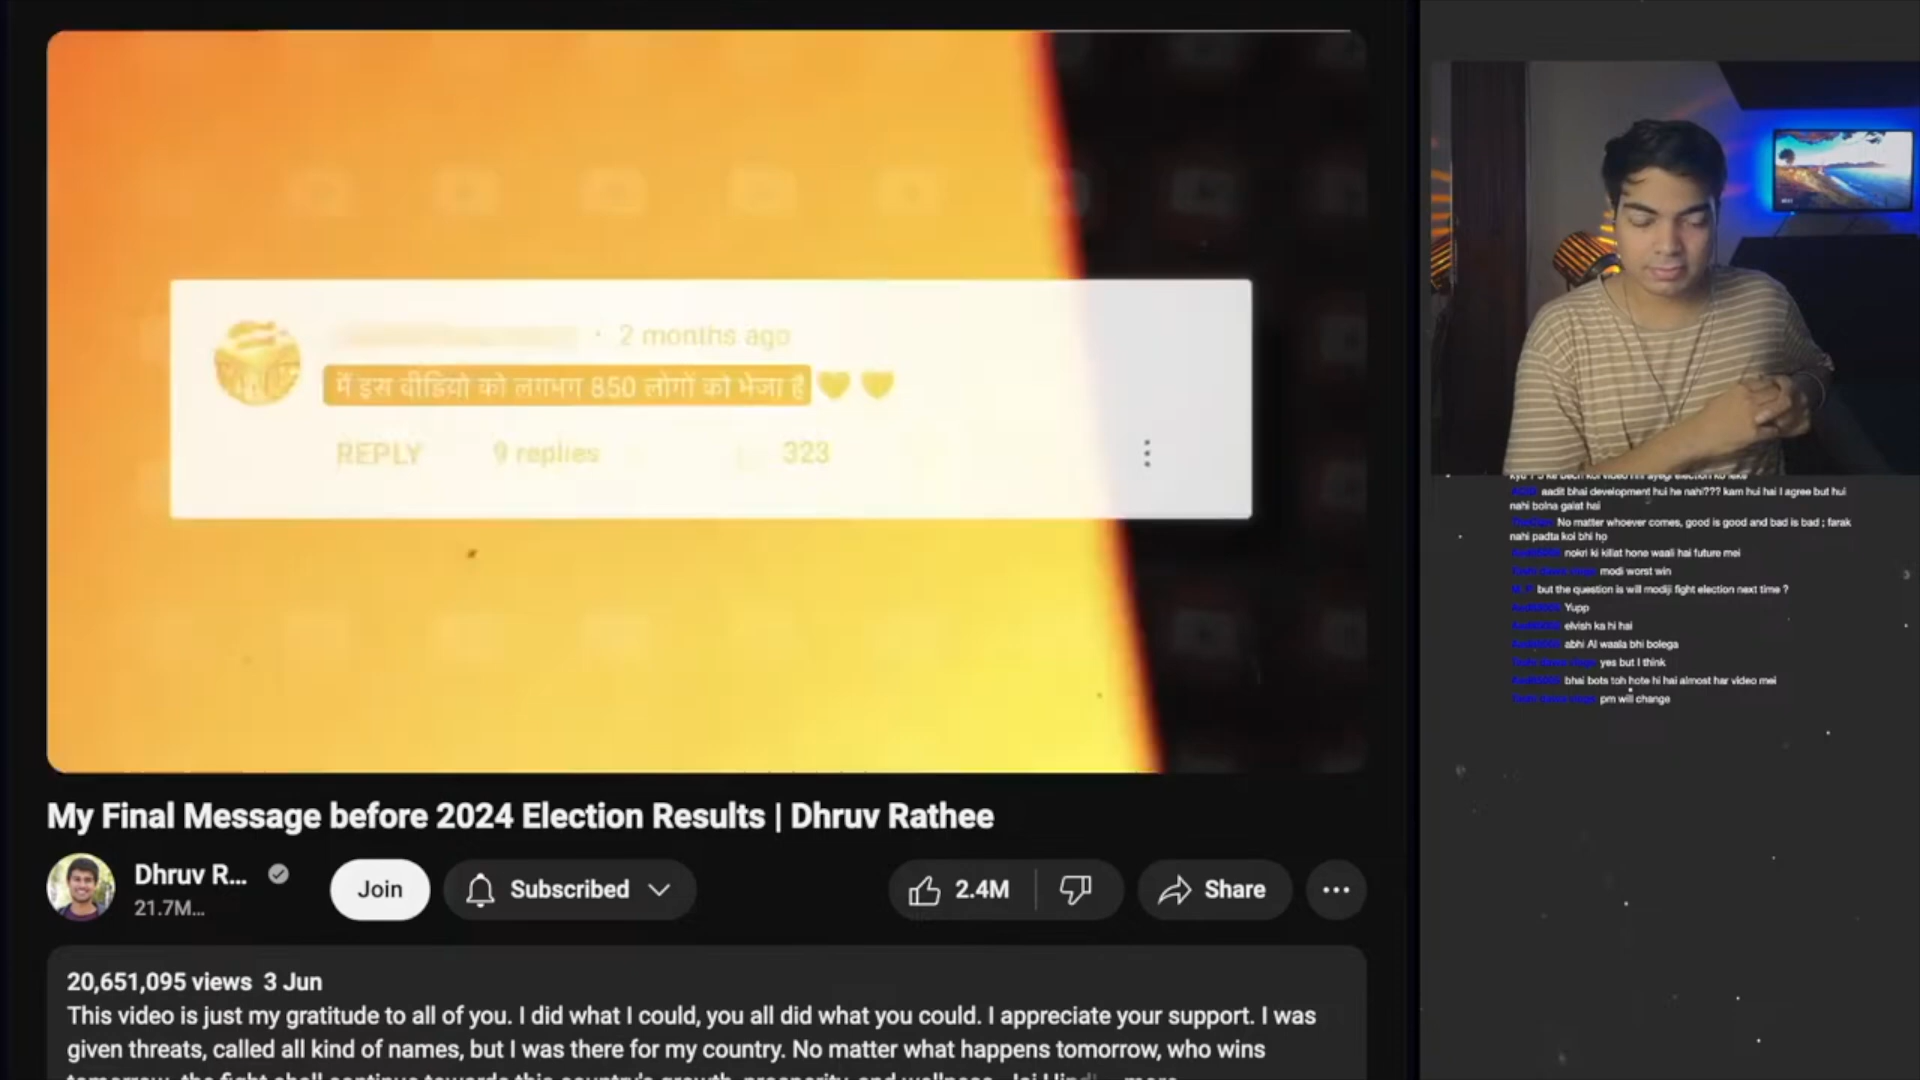 2 months ago
में इस वीडियो को लगभग 850 लोगों को भेजा है
REPLY 9 replies 323
My Final Message before 2024 Election Results | Dhruv Rathee
Dhruv R...
21.7M...
Join
Subscribed
2.4M
Share
20,651,095 views 3 Jun
This video is just my gratitude to all of you. I did what I could, you all did what you could. I appreciate your support. I was
given threats, called all kind of names, but I was there for my country. No matter what happens tomorrow, who wins
aadit bhai development hui he nahi??? kam hui hai I agree but hui
nahi bolna galat hai
No matter whoever comes, good is good and bad is bad ; farak
nahi padta koi bhi ho
nokri ki killat hone waali hai future mei
modi worst win
but the question is will modiji fight election next time ?
Yupp
elvish ka hi hai
abhi AI waala bhi bolega
yes but I think
bhai bots toh hote hi hai almost har video mei
pm will change